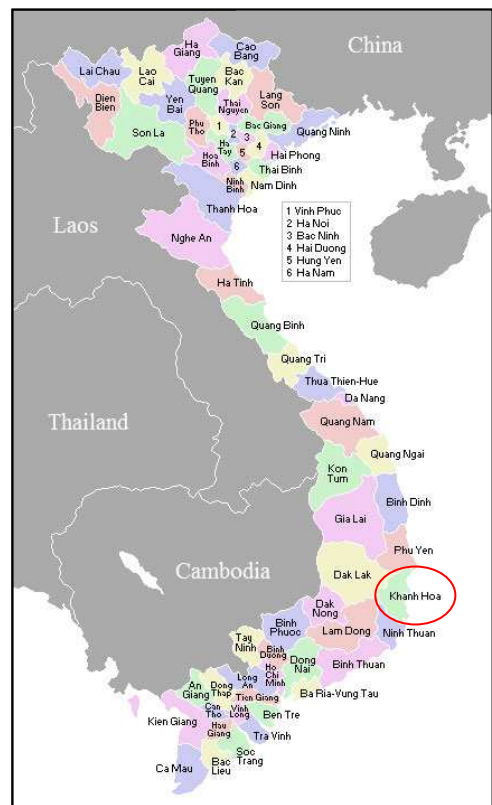 China
Ha
Giang
Cao
Bang
Lai Chau
Lao
Cai
Tuyen
Quang
Bac
Kan
Lang
Son
Dien
Bien
Yen
Bai
Thai
Nguyen
Son La
Phu
Tho
1
2
3
4
5
6
Bac Giang
Quang Ninh
Ha
Tay
Hoa
Binh
Hai Phong
Thai Binh
Ninh
Binh
Nam Dinh
Thanh Hoa
Laos
Nghe An
1 Vinh Phuc
2 Ha Noi
3 Bac Ninh
4 Hai Duong
5 Hung Yen
6 Ha Nam
Ha Tinh
Quang Binh
Quang Tri
Thua Thien-Hue
Da Nang
Thailand
Quang Nam
Quang Ngai
Kon
Tum
Binh Dinh
Gia Lai
Phu Yen
Cambodia
Dak Lak
Khanh Hoa
Dak
Nong
Binh
Phuoc
Lam Dong
Ninh Thuan
Tay
Ninh
Binh
Duong
Dong
Nai
Binh Thuan
Ho
Chi
Minh
Long
An
Ba Ria-Vung Tau
An
Giang
Dong
Thap
Tien Giang
Kien Giang
Can
Tho
Vinh
Long
Ben Tre
Hau
Giang
Tra Vinh
Soc
Trang
Ca Mau
Bac
Lieu